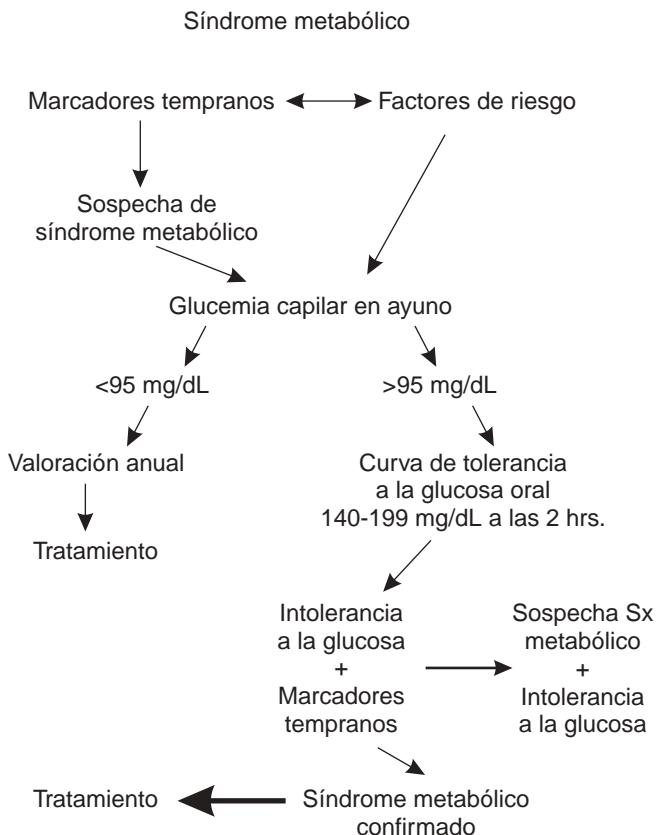 Síndrome metabólico
Marcadores tempranos
Factores de riesgo
Sospecha de
síndrome metabólico
Glucemia capilar en ayuno
<95 mg/dL
>95 mg/dL
Valoración anual
Curva de tolerancia
a la glucosa oral
140-199 mg/dL a las 2 hrs.
Tratamiento
Intolerancia
a la glucosa
+
Marcadores
tempranos
Sospecha Sx
metabólico
+
Intolerancia
a la glucosa
Tratamiento
Síndrome metabólico
confirmado